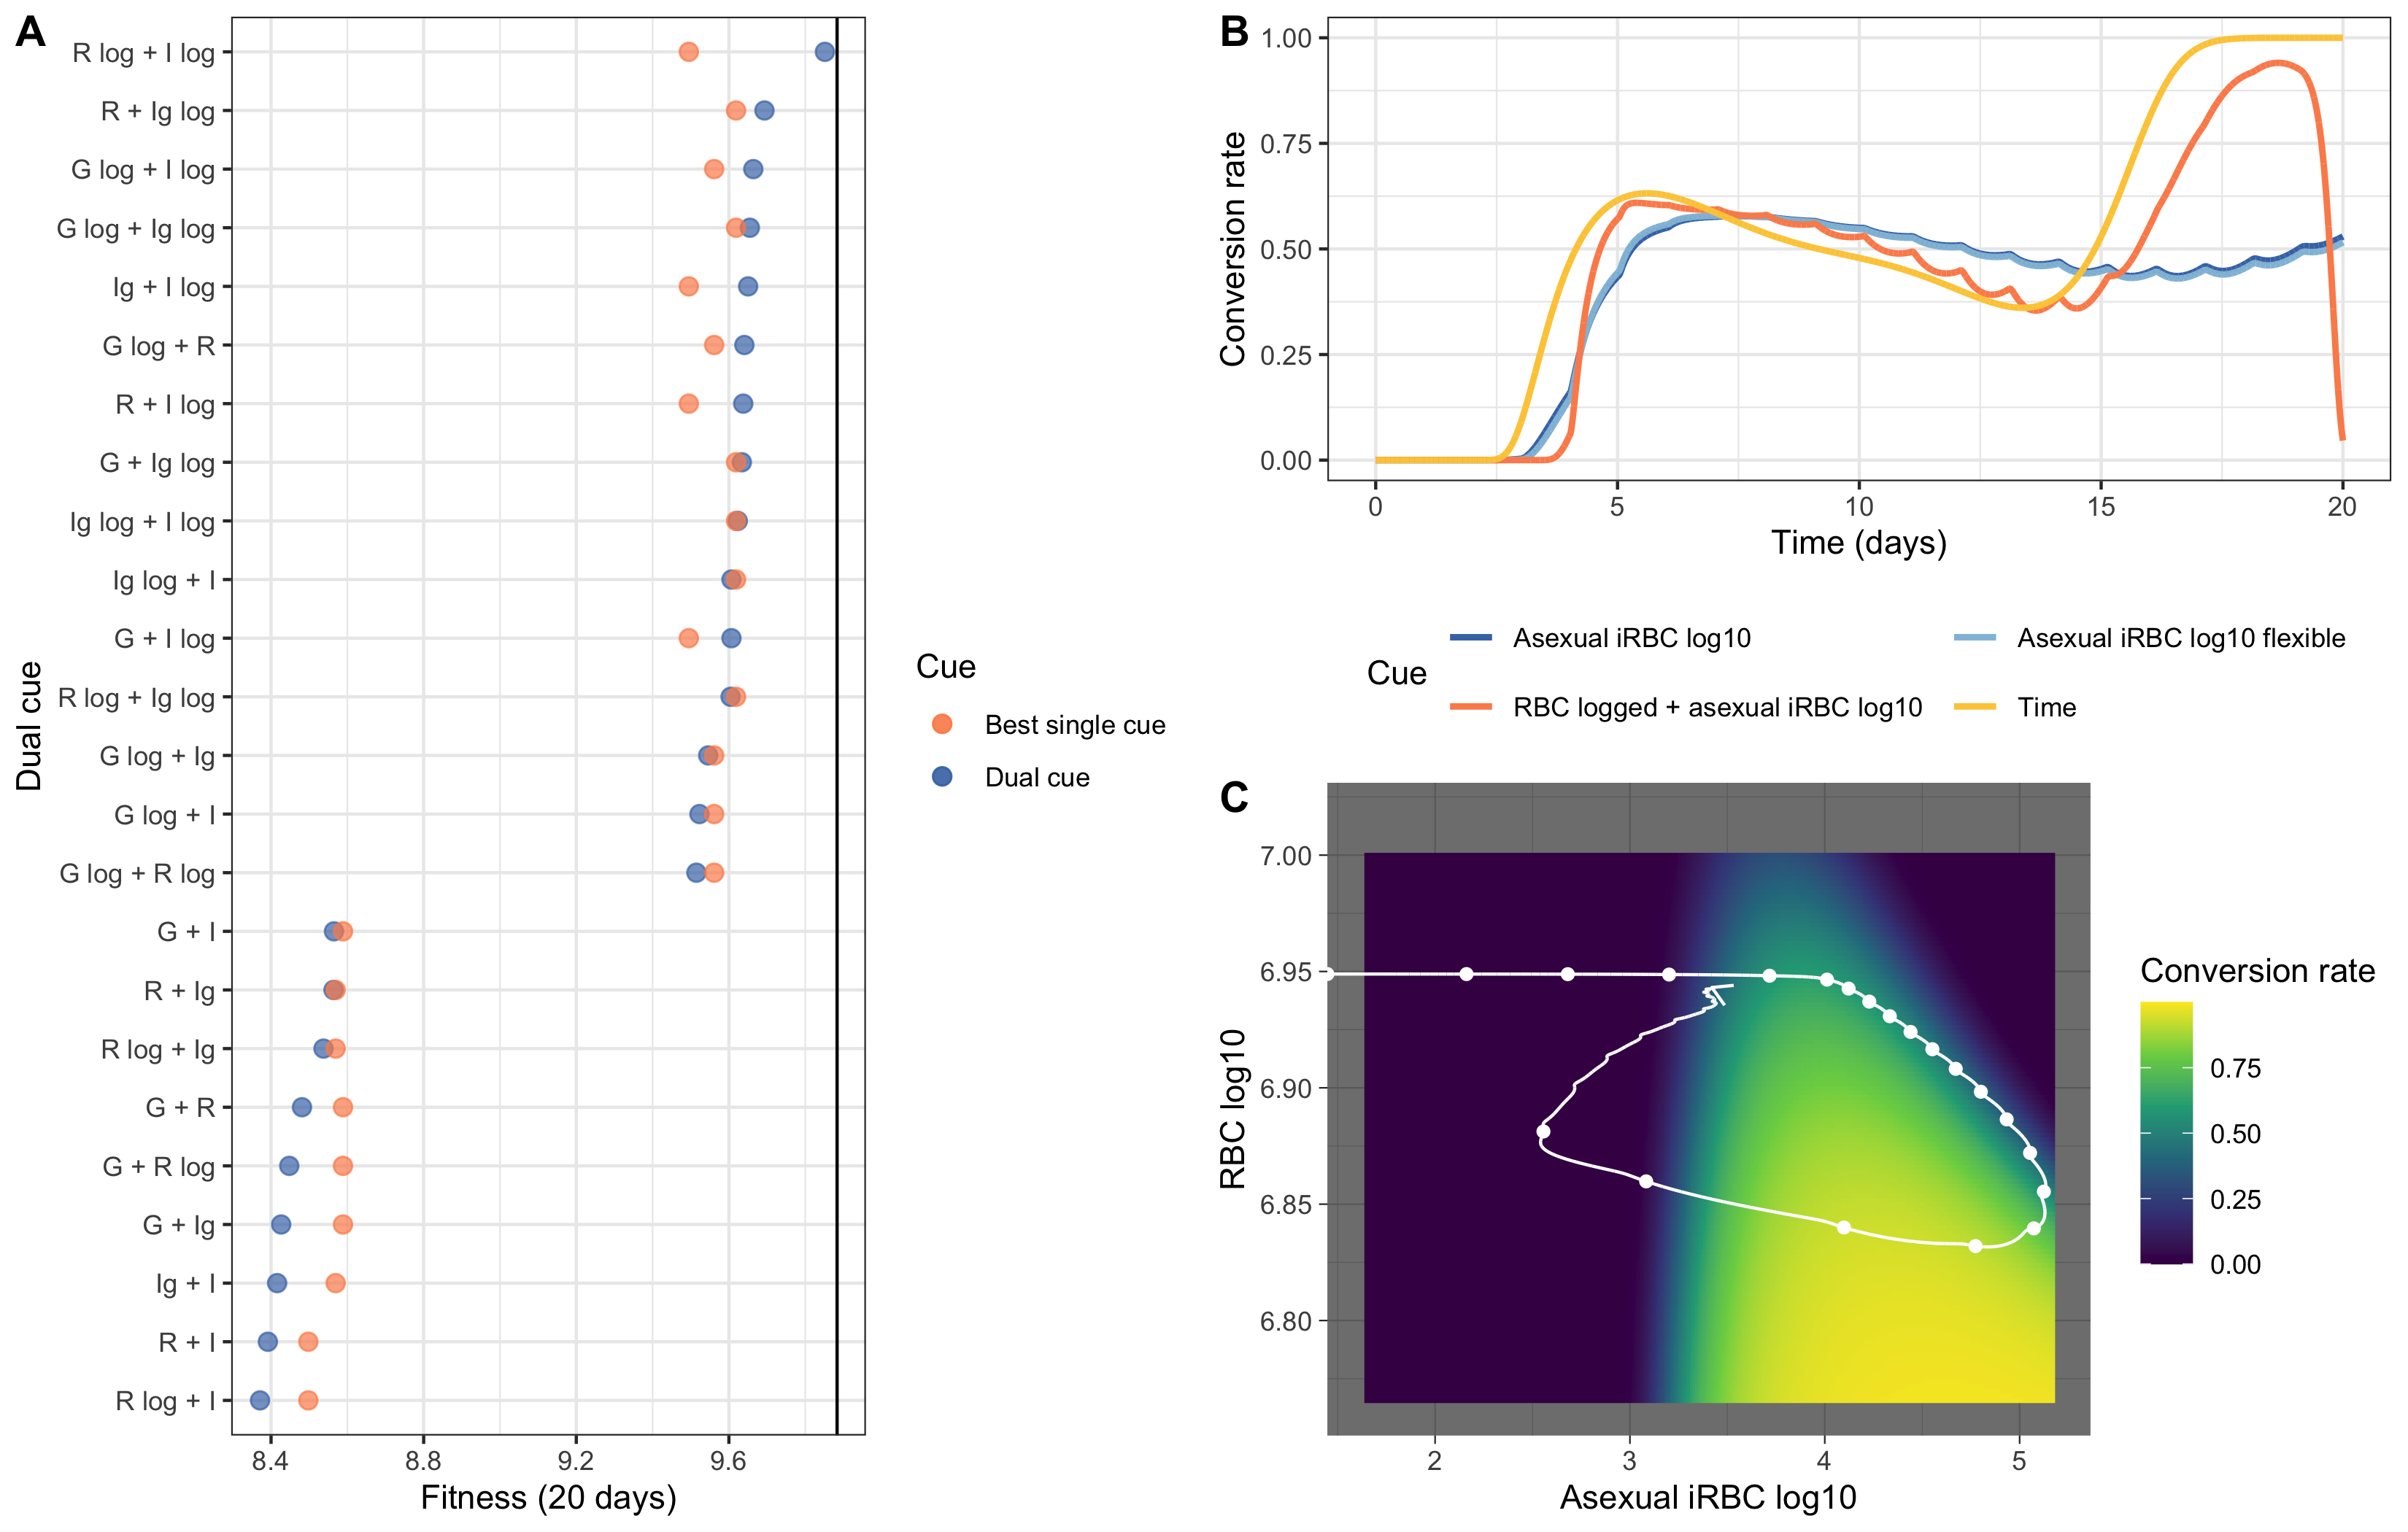 A
R log + I log
R + Ig log
G log + I log
G log + Ig log
Ig + I log
G log + R
R + I log
G + Ig log
Ig log + I log
Ig log + I
G + I log
R log + Ig log
G log + Ig
G log + I
G log + R log
G + I
R + Ig
R log + Ig
G + R
G + R log
G + Ig
Ig + I
R + I
R log + I
Dual cue
8.4 8.8 9.2 9.6
Fitness (20 days)
Cue
Best single cue
Dual cue
B
1.00
0.75
0.50
0.25
0.00
Conversion rate
0 5 10 15 20
Time (days)
Cue
Asexual iRBC log10
Asexual iRBC log10 flexible
RBC logged + asexual iRBC log10
Time
C
7.00
6.95
6.90
6.85
6.80
RBC log10
2 3 4 5
Asexual iRBC log10
Conversion rate
0.75
0.50
0.25
0.00